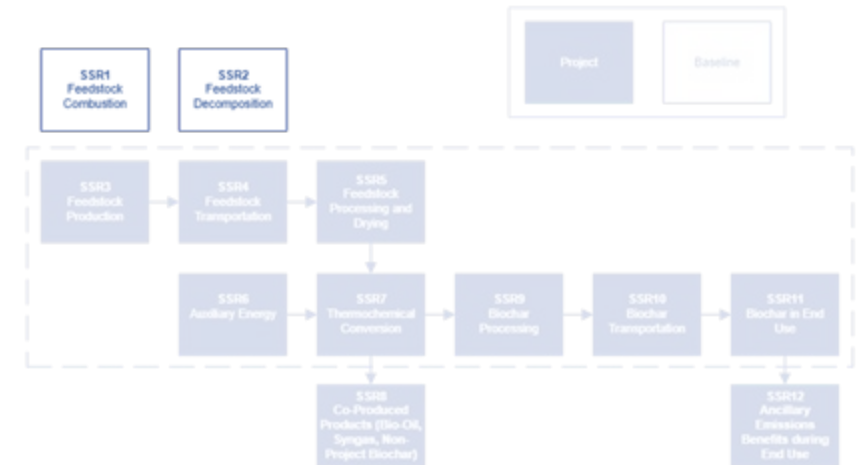 SSR1
Feedstock
Combustion
SSR2
Feedstock
Decomposition
Project
Baseline
SSR3
Feedstock
Production
SSR4
Feedstock
Transportation
SSR5
Feedstock
Processing and
Drying
SSR6
Auxiliary Energy
SSR7
Thermochemical
Conversion
SSR9
Biochar
Processing
SSR10
Biochar
Transportation
SSR11
Biochar in End
Use
SSR8
Co-Produced
Products (Bio-Oil,
Syngas, Non-
Project Biochar)
SSR12
Ancillary
Emissions
Benefits during
End Use